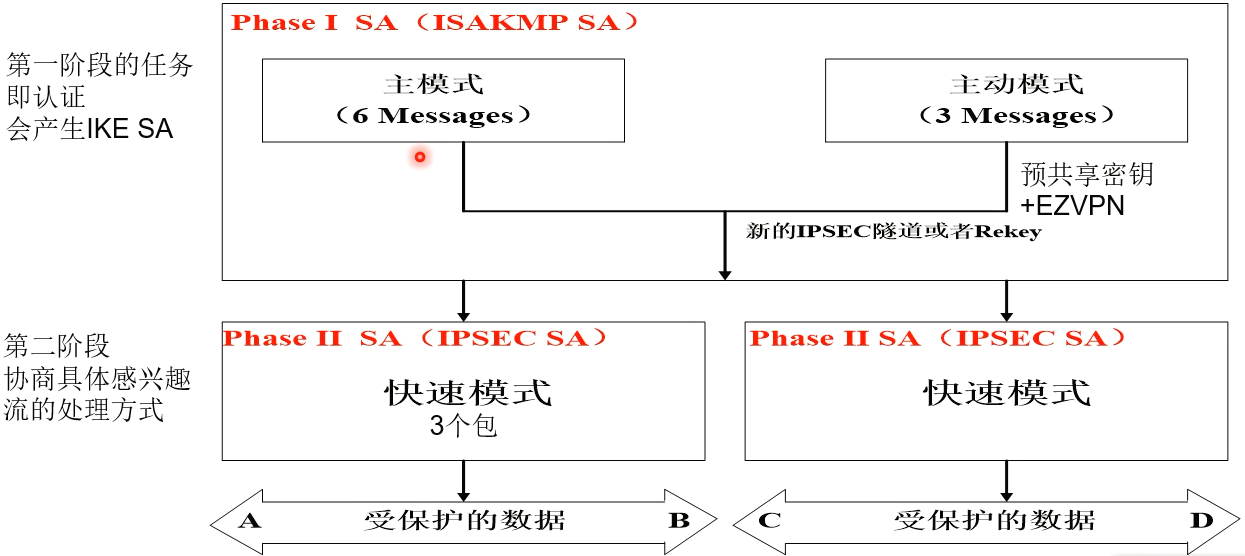 Phase I SA（ISAKMP SA）
第一阶段的任务
即认证
会产生IKE SA
主模式
（6 Messages）
主动模式
（3 Messages）
预共享密钥
+EZVPN
新的IPSEC隧道或者Rekey
第二阶段
协商具体感兴趣
流的处理方式
Phase II SA（IPSEC SA）
快速模式
3个包
Phase II SA（IPSEC SA）
快速模式
A 受保护的数据 B
C 受保护的数据 D